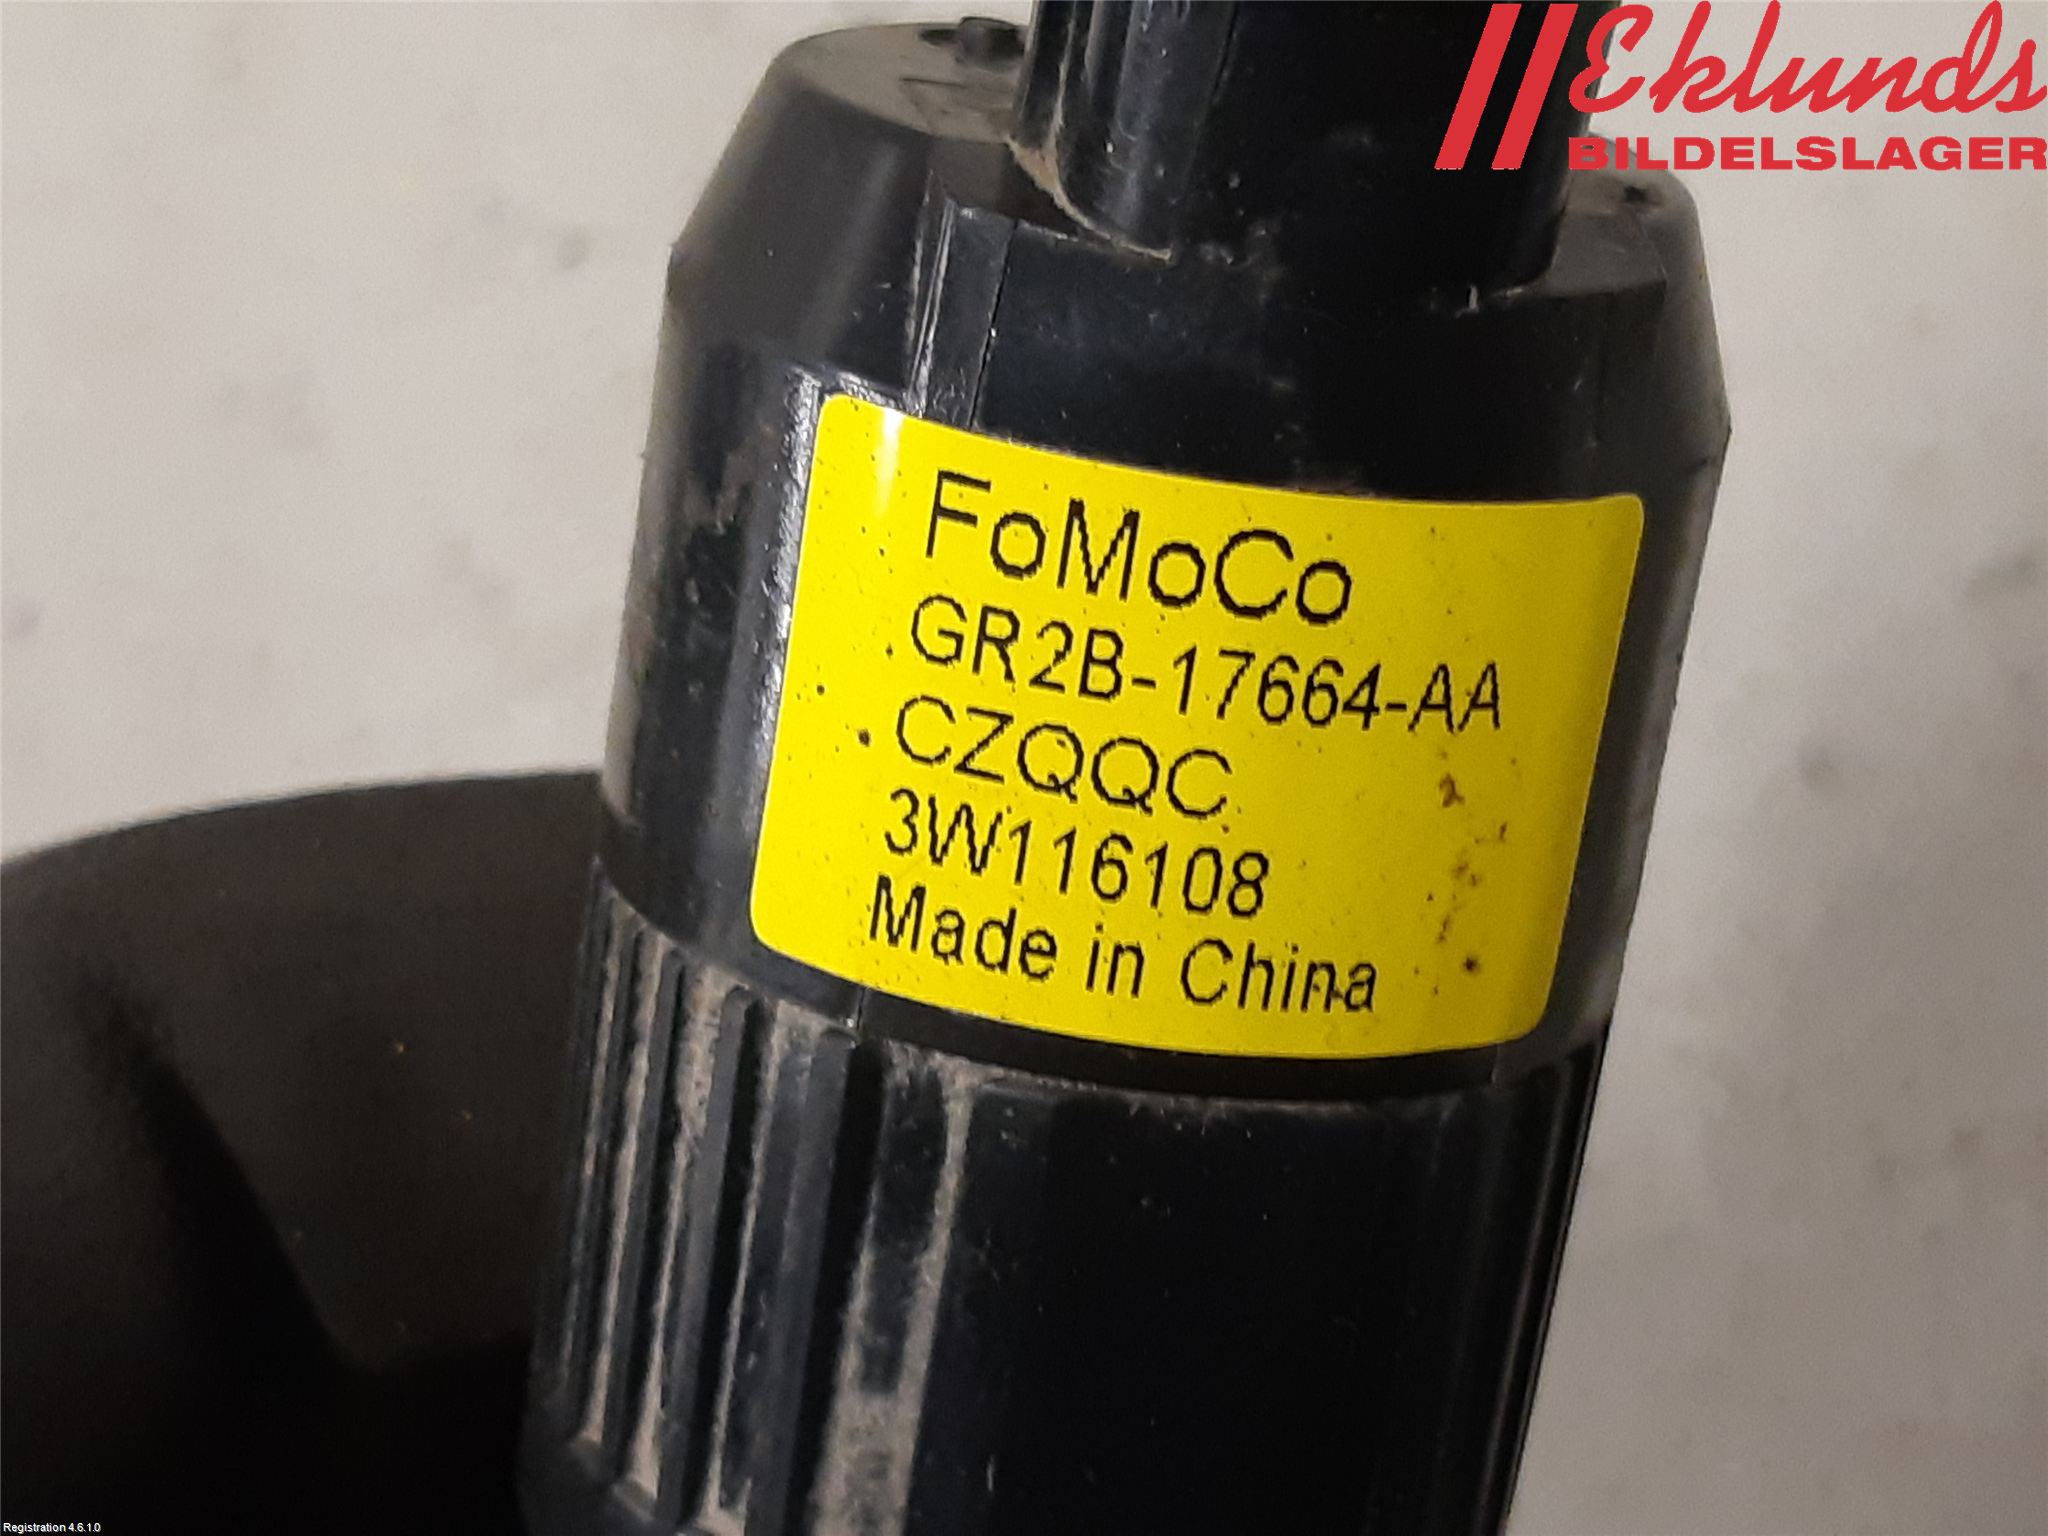 Eklunds
BILDELSLAGER
FoMoCo
GR2B-17664-AA
CZQQC
3W116108
Made in China
Registration 4.6.1.0